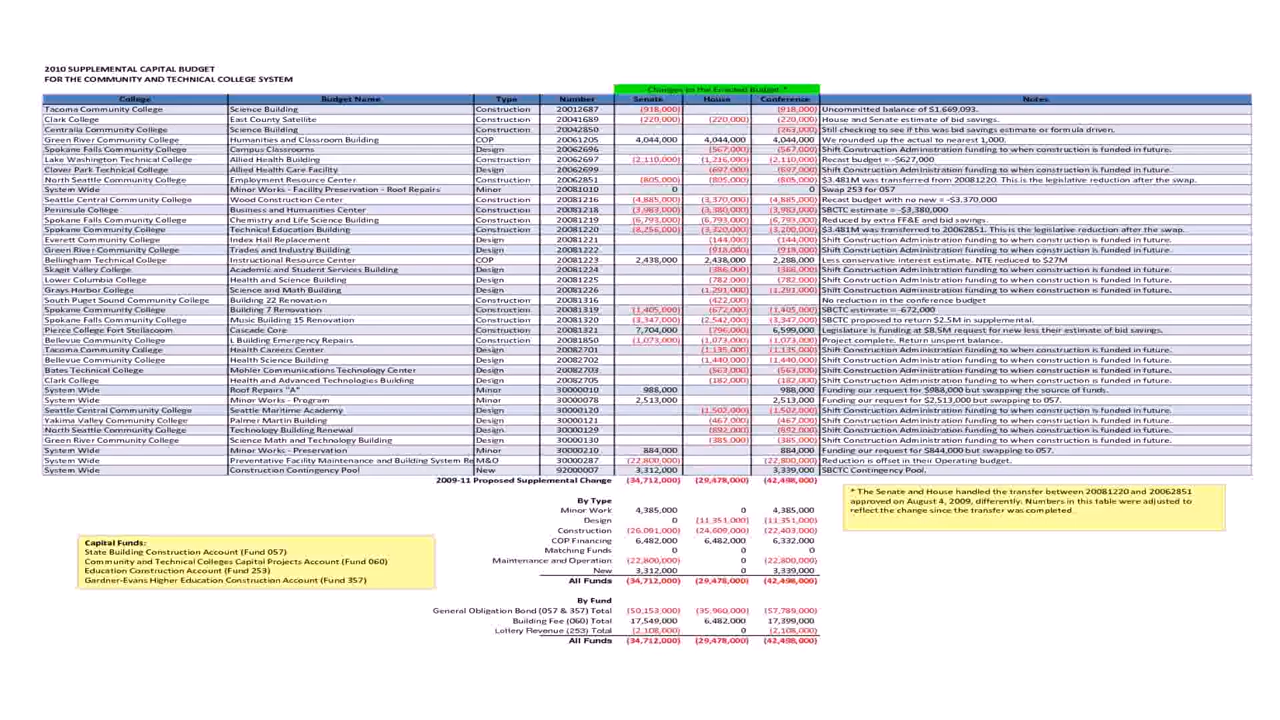 2010 SUPPLEMENTAL CAPITAL BUDGET
FOR THE COMMUNITY AND TECHNICAL COLLEGE SYSTEM
Changes to the Enacted Budget *
College Budget Name Type Number Senate House Conference Notes
Tacoma Community College Science Building Construction 20012687 (918,000) (918,000) Uncommitted balance of $1,669,093.
Clark College East County Satellite Construction 20041689 (220,000) (220,000) (220,000) House and Senate estimate of bid savings.
Centralia Community College Science Building Construction 20042850 (263,000) Still checking to see if this was bid savings estimate or formula driven.
Green River Community College Humanities and Classroom Building COP 20061205 4,044,000 4,044,000 4,044,000 We rounded up the actual to nearest 1,000.
Spokane Falls Community College Campus Classrooms Design 20062696 (567,000) (567,000) Shift Construction Administration funding to when construction is funded in future.
Lake Washington Technical College Allied Health Building Construction 20062697 (2,110,000) (1,216,000) (2,110,000) Recast budget = -$627,000
Clover Park Technical College Allied Health Care Facility Design 20062699 (697,000) (697,000) Shift Construction Administration funding to when construction is funded in future.
North Seattle Community College Employment Resource Center Construction 20062851 (805,000) (805,000) (805,000) $3.481M was transferred from 20081220. This is the legislative reduction after the swap.
System Wide Minor Works - Facility Preservation - Roof Repairs Minor 20081010 0 0 Swap 253 for 057
Seattle Central Community College Wood Construction Center Construction 20081216 (4,885,000) (3,370,000) (4,885,000) Recast budget with no new = -$3,370,000
Peninsula College Business and Humanities Center Construction 20081218 (3,983,000) (3,380,000) (3,983,000) SBCTC estimate = -$3,380,000
Spokane Falls Community College Chemistry and Life Science Building Construction 20081219 (6,793,000) (6,793,000) (6,793,000) Reduced by extra FF&E and bid savings.
Spokane Falls Community College Technical Education Building Construction 20081220 (8,256,000) (3,320,000) (3,200,000) $3.481M was transferred to 20062851. This is the legislative reduction after the swap.
Everett Community College Index Hall Replacement Design 20081221 (144,000) (144,000) Shift Construction Administration funding to when construction is funded in future.
Green River Community College Trades and Industry Building Design 20081222 (918,000) (918,000) Shift Construction Administration funding to when construction is funded in future.
Bellingham Technical College Instructional Resource Center COP 20081223 2,438,000 2,438,000 2,288,000 Less conservative interest estimate. NTE reduced to $27M
Skagit Valley College Academic and Student Services Building Design 20081224 (386,000) (386,000) Shift Construction Administration funding to when construction is funded in future.
Lower Columbia College Health and Science Building Design 20081225 (782,000) (782,000) Shift Construction Administration funding to when construction is funded in future.
Grays Harbor College Science and Math Building Design 20081226 (1,291,000) (1,291,000) Shift Construction Administration funding to when construction is funded in future.
South Puget Sound Community College Building 22 Renovation Construction 20081316 (422,000) No reduction in the conference budget
Spokane Community College Building 7 Renovation Construction 20081319 (1,405,000) (672,000) (1,405,000) SBCTC estimate = -672,000
Spokane Falls Community College Music Building 15 Renovation Construction 20081320 (3,347,000) (2,542,000) (3,347,000) SBCTC proposed to return $2.5M in supplemental.
Pierce College Fort Steilacoom Cascade Core Construction 20081321 7,704,000 (796,000) 6,599,000 Legislature is funding at $8.5M request for new less their estimate of bid savings.
Bellevue Community College L Building Emergency Repairs Construction 20081850 (1,073,000) (1,073,000) (1,073,000) Project complete. Return unspent balance.
Tacoma Community College Health Careers Center Design 20082701 (1,135,000) (1,135,000) Shift Construction Administration funding to when construction is funded in future.
Bellevue Community College Health Science Building Design 20082702 (1,440,000) (1,440,000) Shift Construction Administration funding to when construction is funded in future.
Bates Technical College Mohler Communications Technology Center Design 20082703 (563,000) (563,000) Shift Construction Administration funding to when construction is funded in future.
Clark College Health and Advanced Technologies Building Design 20082705 (182,000) (182,000) Shift Construction Administration funding to when construction is funded in future.
System Wide Roof Repairs "A" Minor 30000010 988,000 988,000 Funding our request for $988,000 but swapping the source of funds.
System Wide Minor Works - Program Minor 30000078 2,513,000 2,513,000 Funding our request for $2,513,000 but swapping to 057.
Seattle Central Community College Seattle Maritime Academy Design 30000120 (1,502,000) (1,502,000) Shift Construction Administration funding to when construction is funded in future.
Yakima Valley Community College Palmer Martin Building Design 30000121 (467,000) (467,000) Shift Construction Administration funding to when construction is funded in future.
North Seattle Community College Technology Building Renewal Design 30000129 (892,000) (892,000) Shift Construction Administration funding to when construction is funded in future.
Green River Community College Science Math and Technology Building Design 30000130 (385,000) (385,000) Shift Construction Administration funding to when construction is funded in future.
System Wide Minor Works - Preservation Minor 30000210 884,000 884,000 Funding our request for $844,000 but swapping to 057.
System Wide Preventative Facility Maintenance and Building System Re M&O 30000287 (22,800,000) (22,800,000) Reduction is offset in their Operating budget.
System Wide Construction Contingency Pool New 92000007 3,312,000 3,339,000 SBCTC Contingency Pool.
2009-11 Proposed Supplemental Change (34,712,000) (29,478,000) (42,498,000)
* The Senate and House handled the transfer between 20081220 and 20062851
approved on August 4, 2009, differently. Numbers in this table were adjusted to
reflect the change since the transfer was completed.
By Type
Minor Work 4,385,000 0 4,385,000
Design 0 (11,351,000) (11,351,000)
Construction (26,091,000) (24,609,000) (22,403,000)
COP Financing 6,482,000 6,482,000 6,332,000
Matching Funds 0 0 0
Maintenance and Operation (22,800,000) 0 (22,800,000)
New 3,312,000 0 3,339,000
All Funds (34,712,000) (29,478,000) (42,498,000)
Capital Funds:
State Building Construction Account (Fund 057)
Community and Technical Colleges Capital Projects Account (Fund 060)
Education Construction Account (Fund 253)
Gardner-Evans Higher Education Construction Account (Fund 357)
By Fund
General Obligation Bond (057 & 357) Total (50,153,000) (35,960,000) (57,789,000)
Building Fee (060) Total 17,549,000 6,482,000 17,399,000
Lottery Revenue (253) Total (2,108,000) 0 (2,108,000)
All Funds (34,712,000) (29,478,000) (42,498,000)